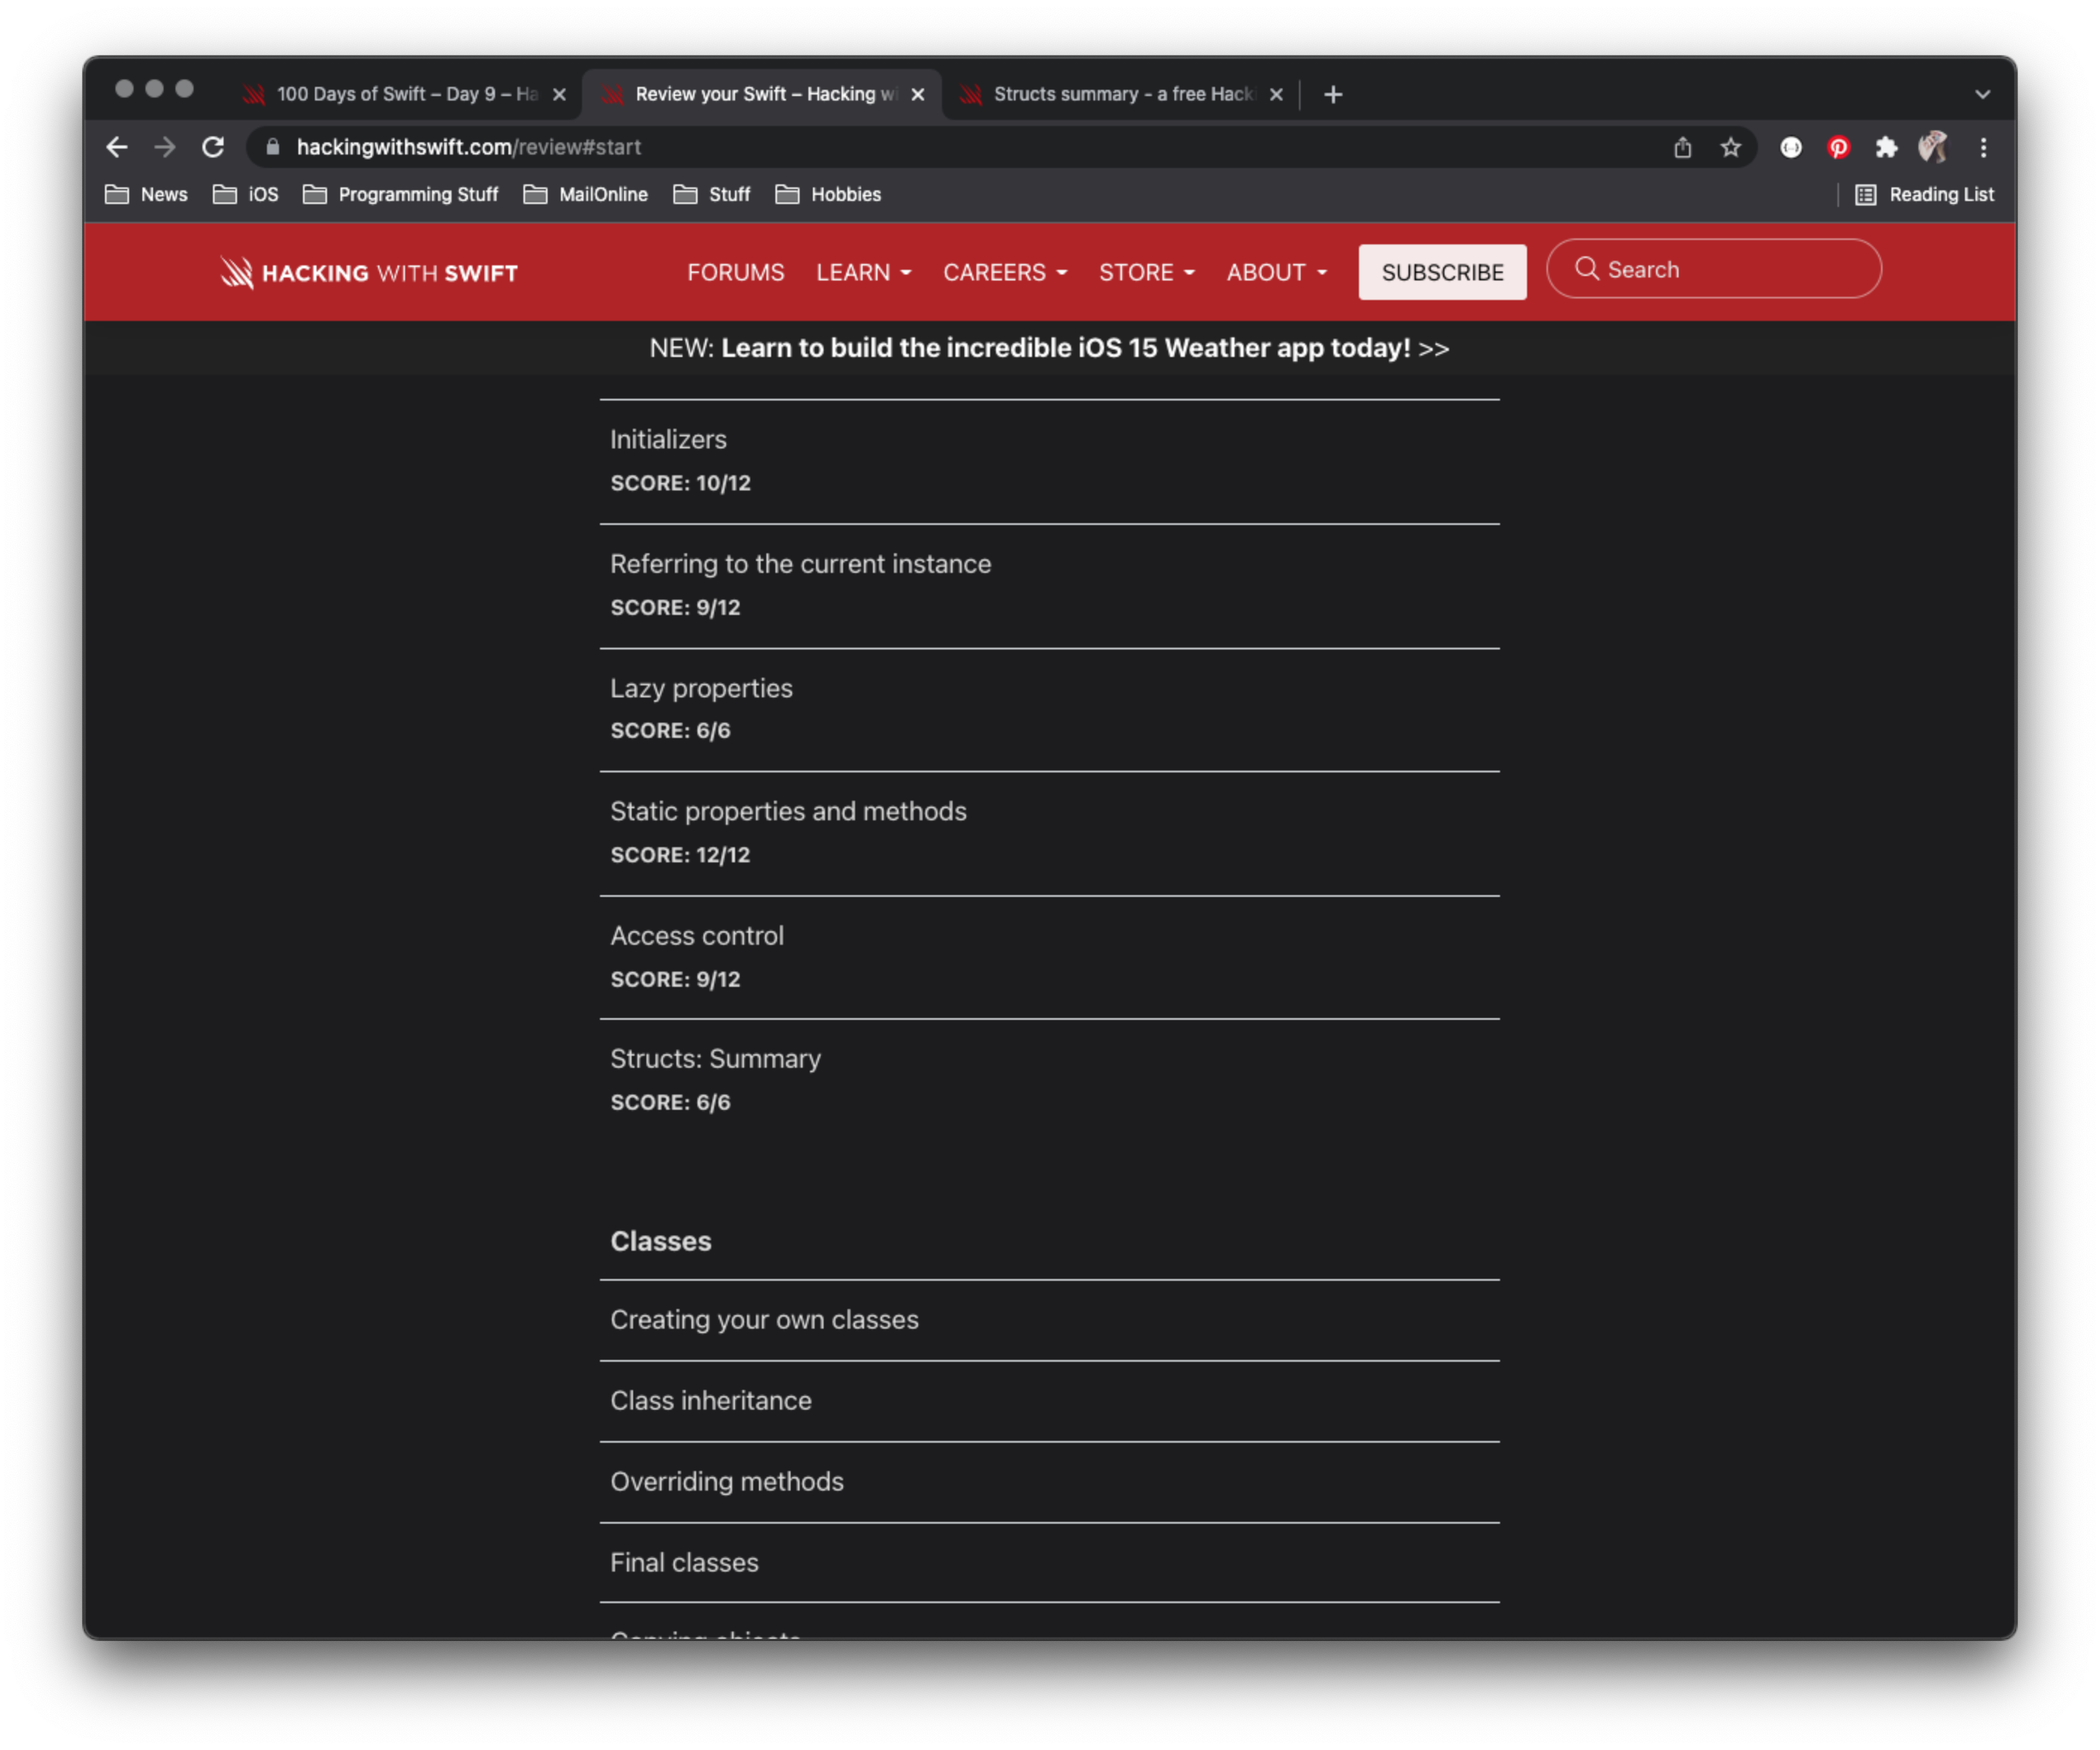 100 Days of Swift – Day 9 – Ha
Review your Swift – Hacking wi
Structs summary - a free Hack
hackingwithswift.com/review#start
News iOS Programming Stuff MailOnline Stuff Hobbies Reading List
HACKING WITH SWIFT FORUMS LEARN CAREERS STORE ABOUT SUBSCRIBE Search
NEW: Learn to build the incredible iOS 15 Weather app today! >>
Initializers
SCORE: 10/12
Referring to the current instance
SCORE: 9/12
Lazy properties
SCORE: 6/6
Static properties and methods
SCORE: 12/12
Access control
SCORE: 9/12
Structs: Summary
SCORE: 6/6
Classes
Creating your own classes
Class inheritance
Overriding methods
Final classes
Copying objects